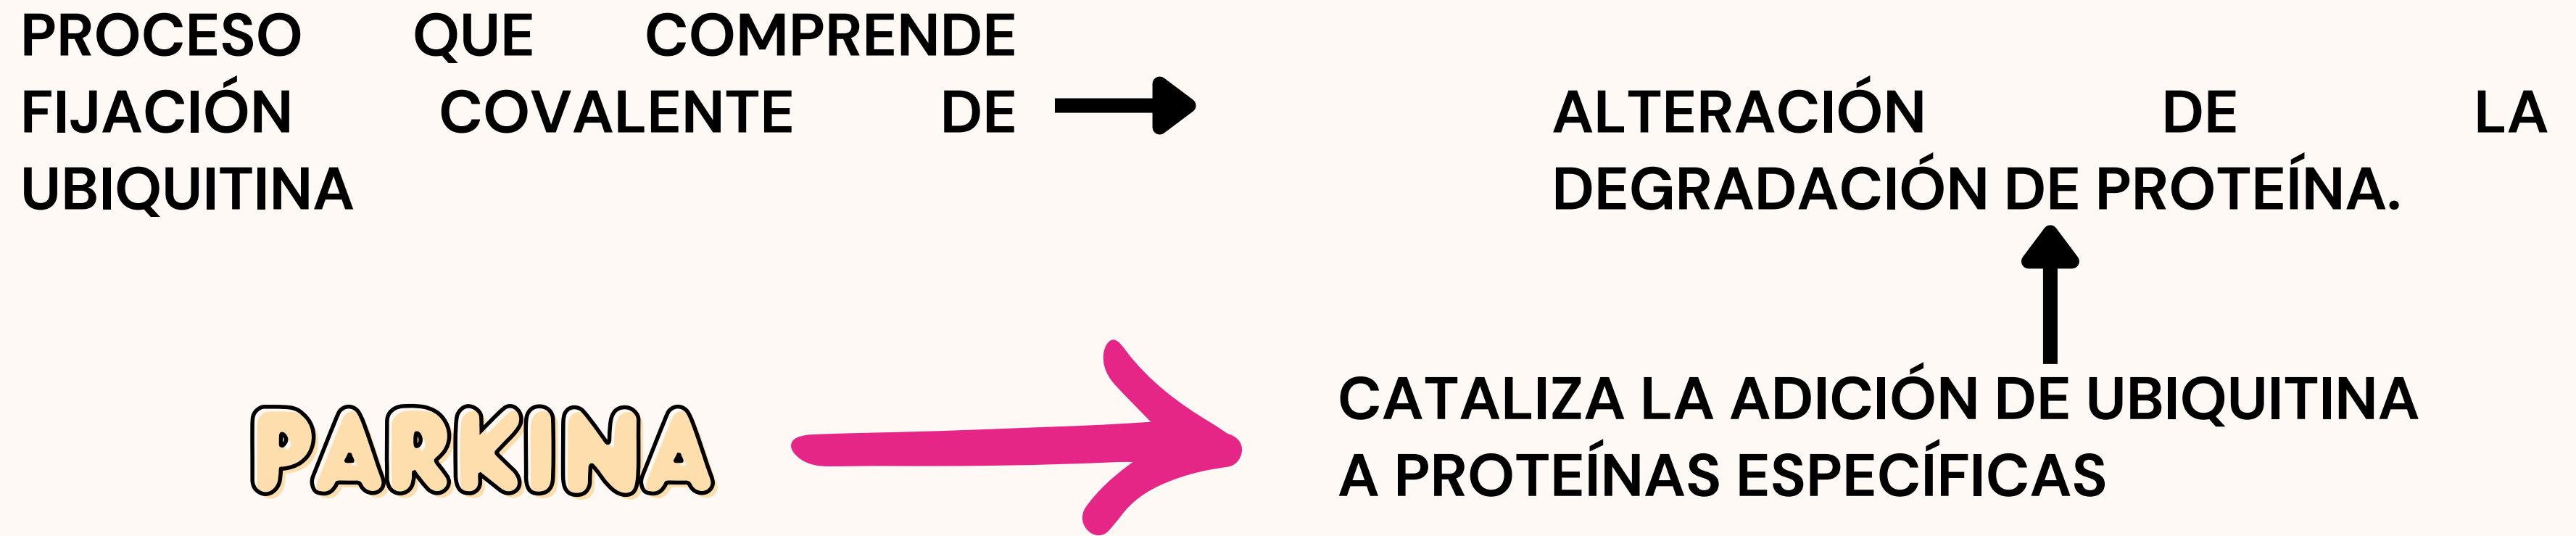 PROCESO QUE COMPRENDE
FIJACIÓN COVALENTE DE
UBIQUITINA
ALTERACIÓN DE LA
DEGRADACIÓN DE PROTEÍNA.
PARKINA
CATALIZA LA ADICIÓN DE UBIQUITINA
A PROTEÍNAS ESPECÍFICAS